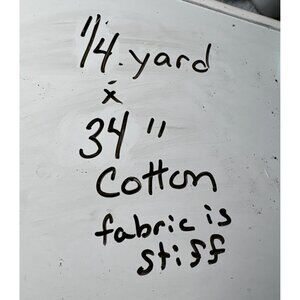 1/4 yard
x
34"
Cotton
fabric is
stiff